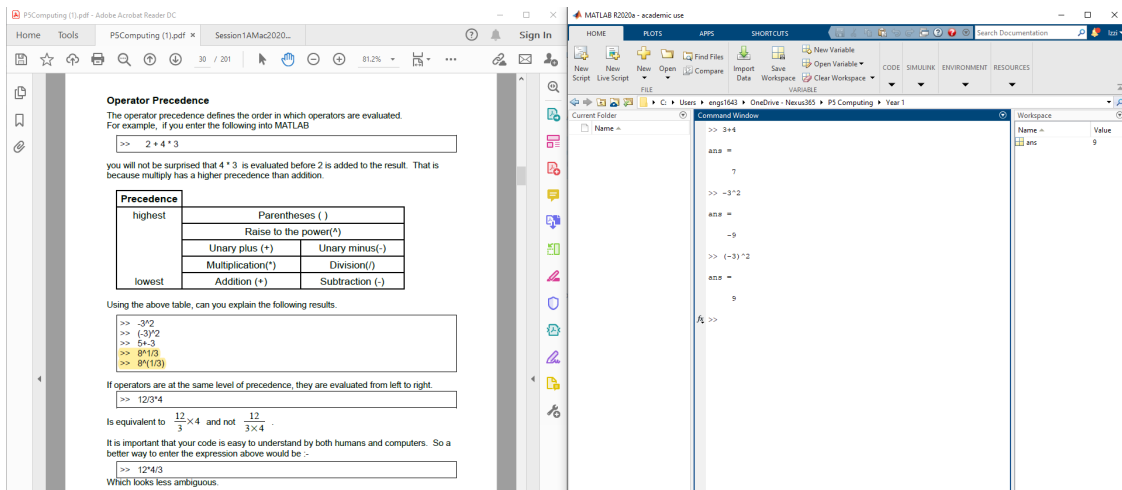 P5Computing (1).pdf - Adobe Acrobat Reader DC
Home Tools P5Computing (1).pdf × Session1AMac2020... Sign In
30 / 201 81.2%
Operator Precedence
The operator precedence defines the order in which operators are evaluated.
For example, if you enter the following into MATLAB
>> 2 + 4 * 3
you will not be surprised that 4 * 3 is evaluated before 2 is added to the result. That is
because multiply has a higher precedence than addition.
Precedence
highest Parentheses ( )
Raise to the power(^)
Unary plus (+) Unary minus(-)
Multiplication(*) Division(/)
lowest Addition (+) Subtraction (-)
Using the above table, can you explain the following results.
>> -3^2
>> (-3)^2
>> 5+-3
>> 8^1/3
>> 8^(1/3)
If operators are at the same level of precedence, they are evaluated from left to right.
>> 12/3*4
Is equivalent to 12/3 ×4 and not 12/3×4 .
It is important that your code is easy to understand by both humans and computers. So a
better way to enter the expression above would be :-
>> 12*4/3
Which looks less ambiguous.
MATLAB R2020a - academic use
HOME PLOTS APPS SHORTCUTS Search Documentation Izzi
New Script
New Live Script
New
Open
Find Files
Compare
Import Data
Save Workspace
New Variable
Open Variable
Clear Workspace
CODE SIMULINK ENVIRONMENT RESOURCES
FILE VARIABLE
C: Users engs1643 OneDrive - Nexus365 P5 Computing Year 1
Current Folder
Name
Command Window
>> 3+4
ans =
7
>> -3^2
ans =
-9
>> (-3)^2
ans =
9
fx >>
Workspace
Name Value
ans 9